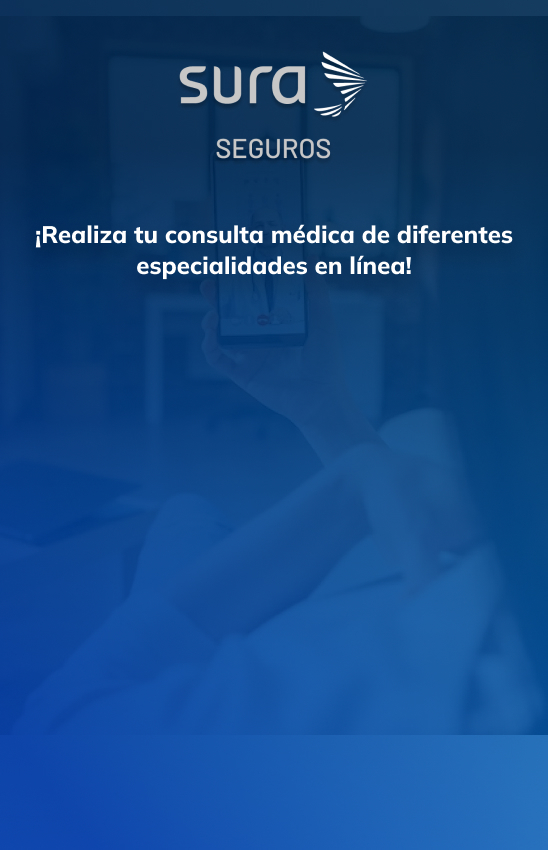 sura
SEGUROS
¡Realiza tu consulta médica de diferentes
especialidades en línea!